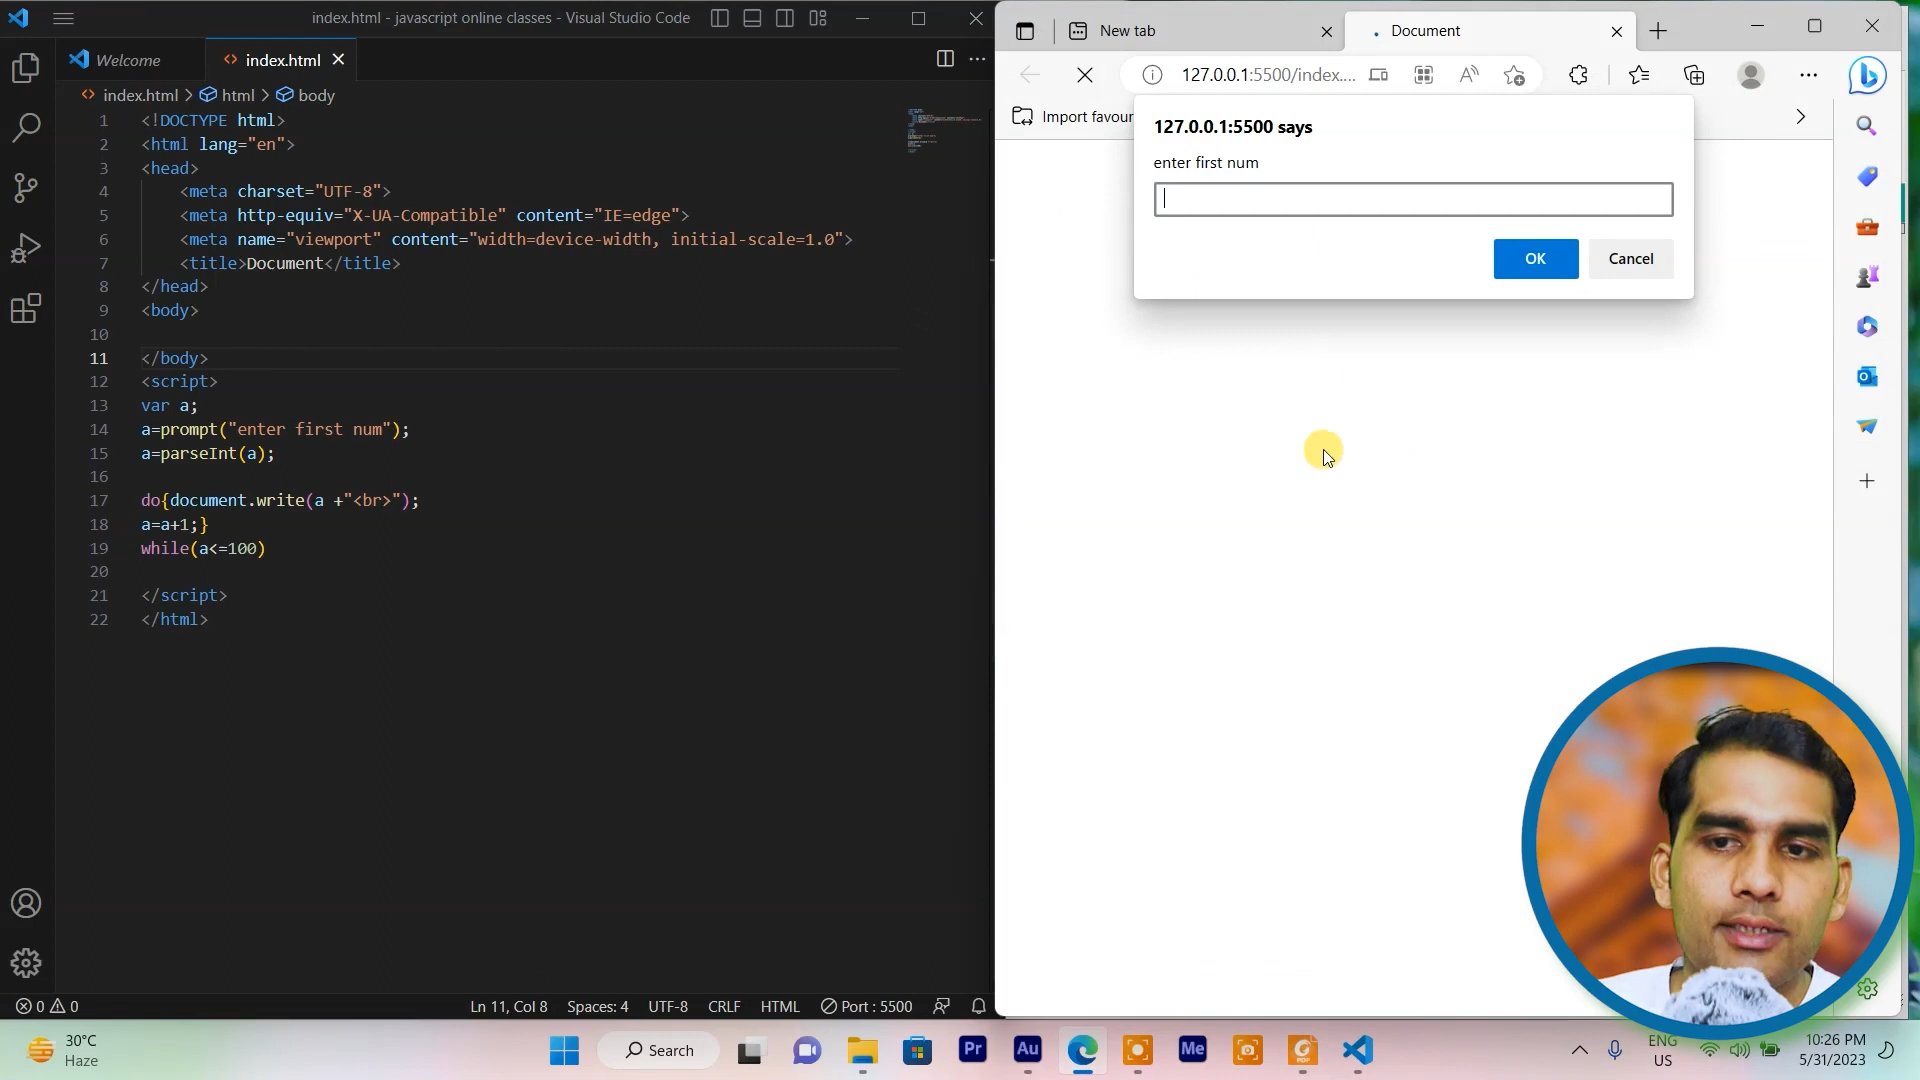 index.html - javascript online classes - Visual Studio Code
Welcome
index.html
index.html > html > body
1 <!DOCTYPE html>
2 <html lang="en">
3 <head>
4 <meta charset="UTF-8">
5 <meta http-equiv="X-UA-Compatible" content="IE=edge">
6 <meta name="viewport" content="width=device-width, initial-scale=1.0">
7 <title>Document</title>
8 </head>
9 <body>
10
11 </body>
12 <script>
13 var a;
14 a=prompt("enter first num");
15 a=parseInt(a);
16
17 do{document.write(a +"<br>");
18 a=a+1;}
19 while(a<=100)
20
21 </script>
22 </html>
0 0
Ln 11, Col 8 Spaces: 4 UTF-8 CRLF HTML Port : 5500
New tab
Document
127.0.0.1:5500/index....
Import favour
127.0.0.1:5500 says
enter first num
OK
Cancel
30°C
Haze
Search
Pr
Au
Me
PDF
ENG
US
10:26 PM
5/31/2023